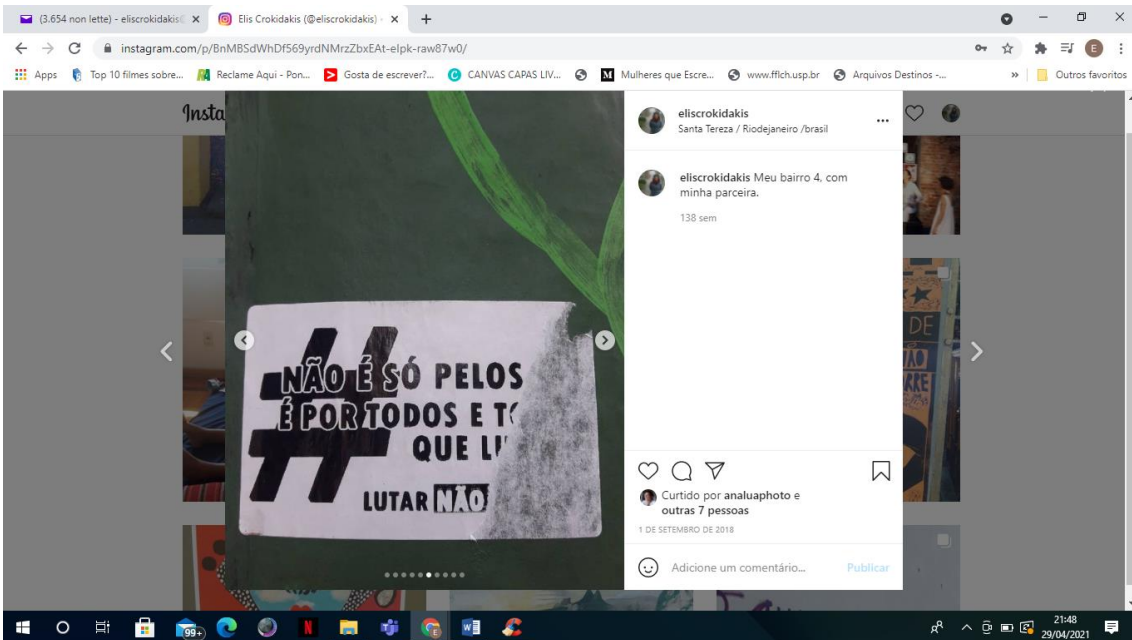 (3.654 non lette) - eliscrokidakis
Elis Crokidakis (@eliscrokidakis)
instagram.com/p/BnMBSdWhDf569yrdNMrzZbxEAt-elpk-raw87w0/
E
Apps Top 10 filmes sobre... Reclame Aqui - Pon... Gosta de escrever?... CANVAS CAPAS LIV... Mulheres que Escre... www.fflch.usp.br Arquivos Destinos -... » Outros favoritos
Insta
eliscrokidakis
Santa Tereza / Riodejaneiro /brasil
eliscrokidakis Meu bairro 4, com
minha parceira.
138 sem
#
NÃO É SÓ PELOS
É POR TODOS E
QUE
LUTAR NÃO
DE
Curtido por analuaphoto e
outras 7 pessoas
1 DE SETEMBRO DE 2018
Adicione um comentário... Publicar
99+
21:48
29/04/2021